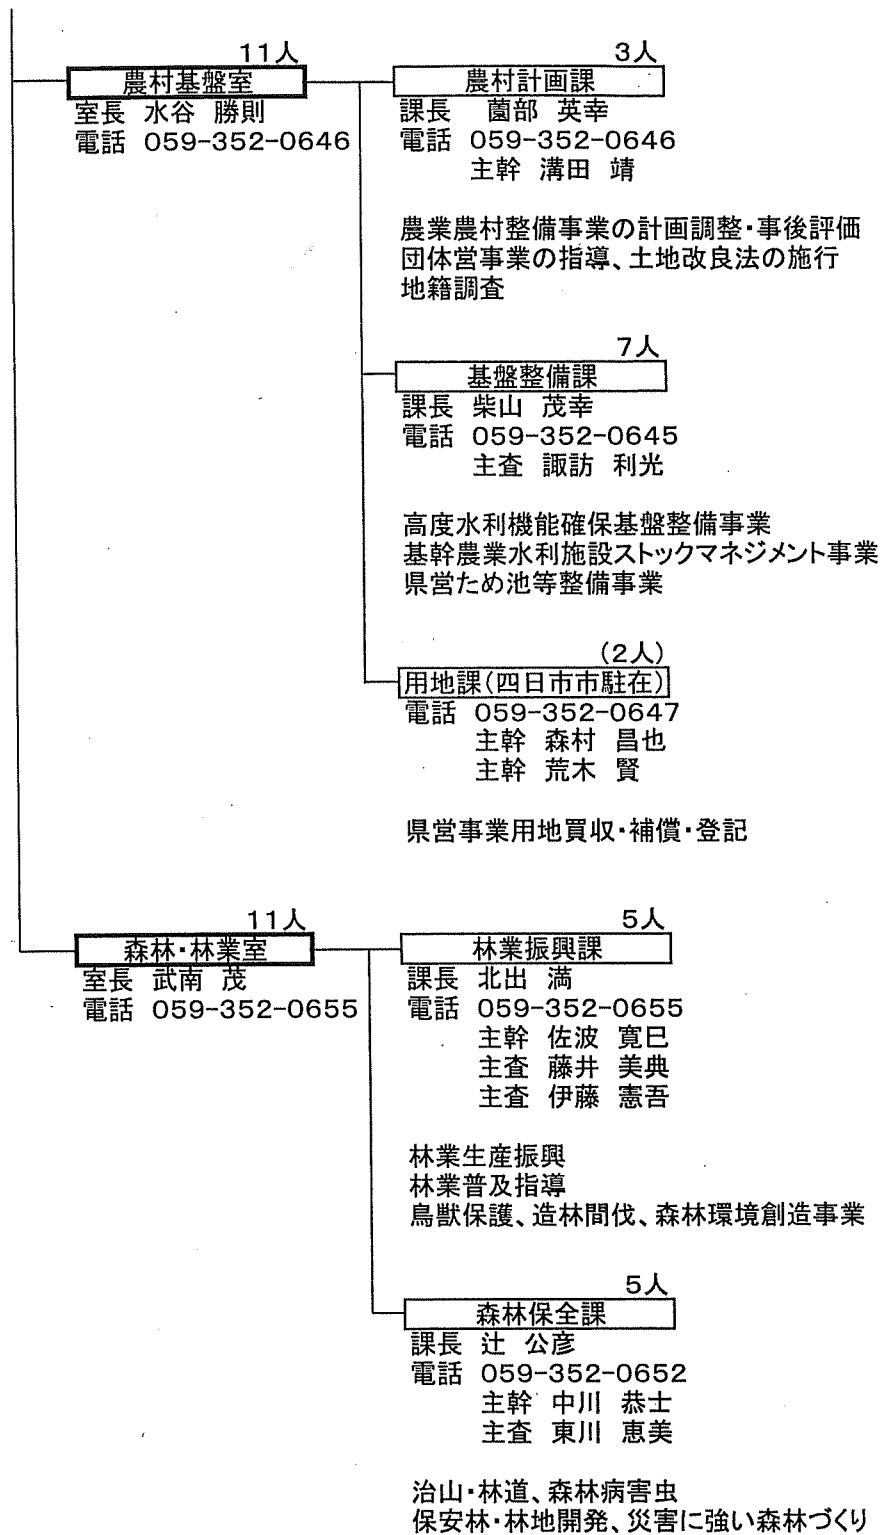 11人
農村基盤室
室長 水谷 勝則
電話 059-352-0646
3人
農村計画課
課長 薗部 英幸
電話 059-352-0646
主幹 溝田 靖
農業農村整備事業の計画調整・事後評価
団体営事業の指導、土地改良法の施行
地籍調査
7人
基盤整備課
課長 柴山 茂幸
電話 059-352-0645
主査 諏訪 利光
高度水利機能確保基盤整備事業
基幹農業水利施設ストックマネジメント事業
県営ため池等整備事業
(2人)
用地課(四日市市駐在)
電話 059-352-0647
主幹 森村 昌也
主幹 荒木 賢
県営事業用地買収・補償・登記
11人
森林・林業室
室長 武南 茂
電話 059-352-0655
5人
林業振興課
課長 北出 満
電話 059-352-0655
主幹 佐波 寛巳
主査 藤井 美典
主査 伊藤 憲吾
林業生産振興
林業普及指導
鳥獣保護、造林間伐、森林環境創造事業
5人
森林保全課
課長 辻 公彦
電話 059-352-0652
主幹 中川 恭士
主査 東川 恵美
治山・林道、森林病害虫
保安林・林地開発、災害に強い森林づくり